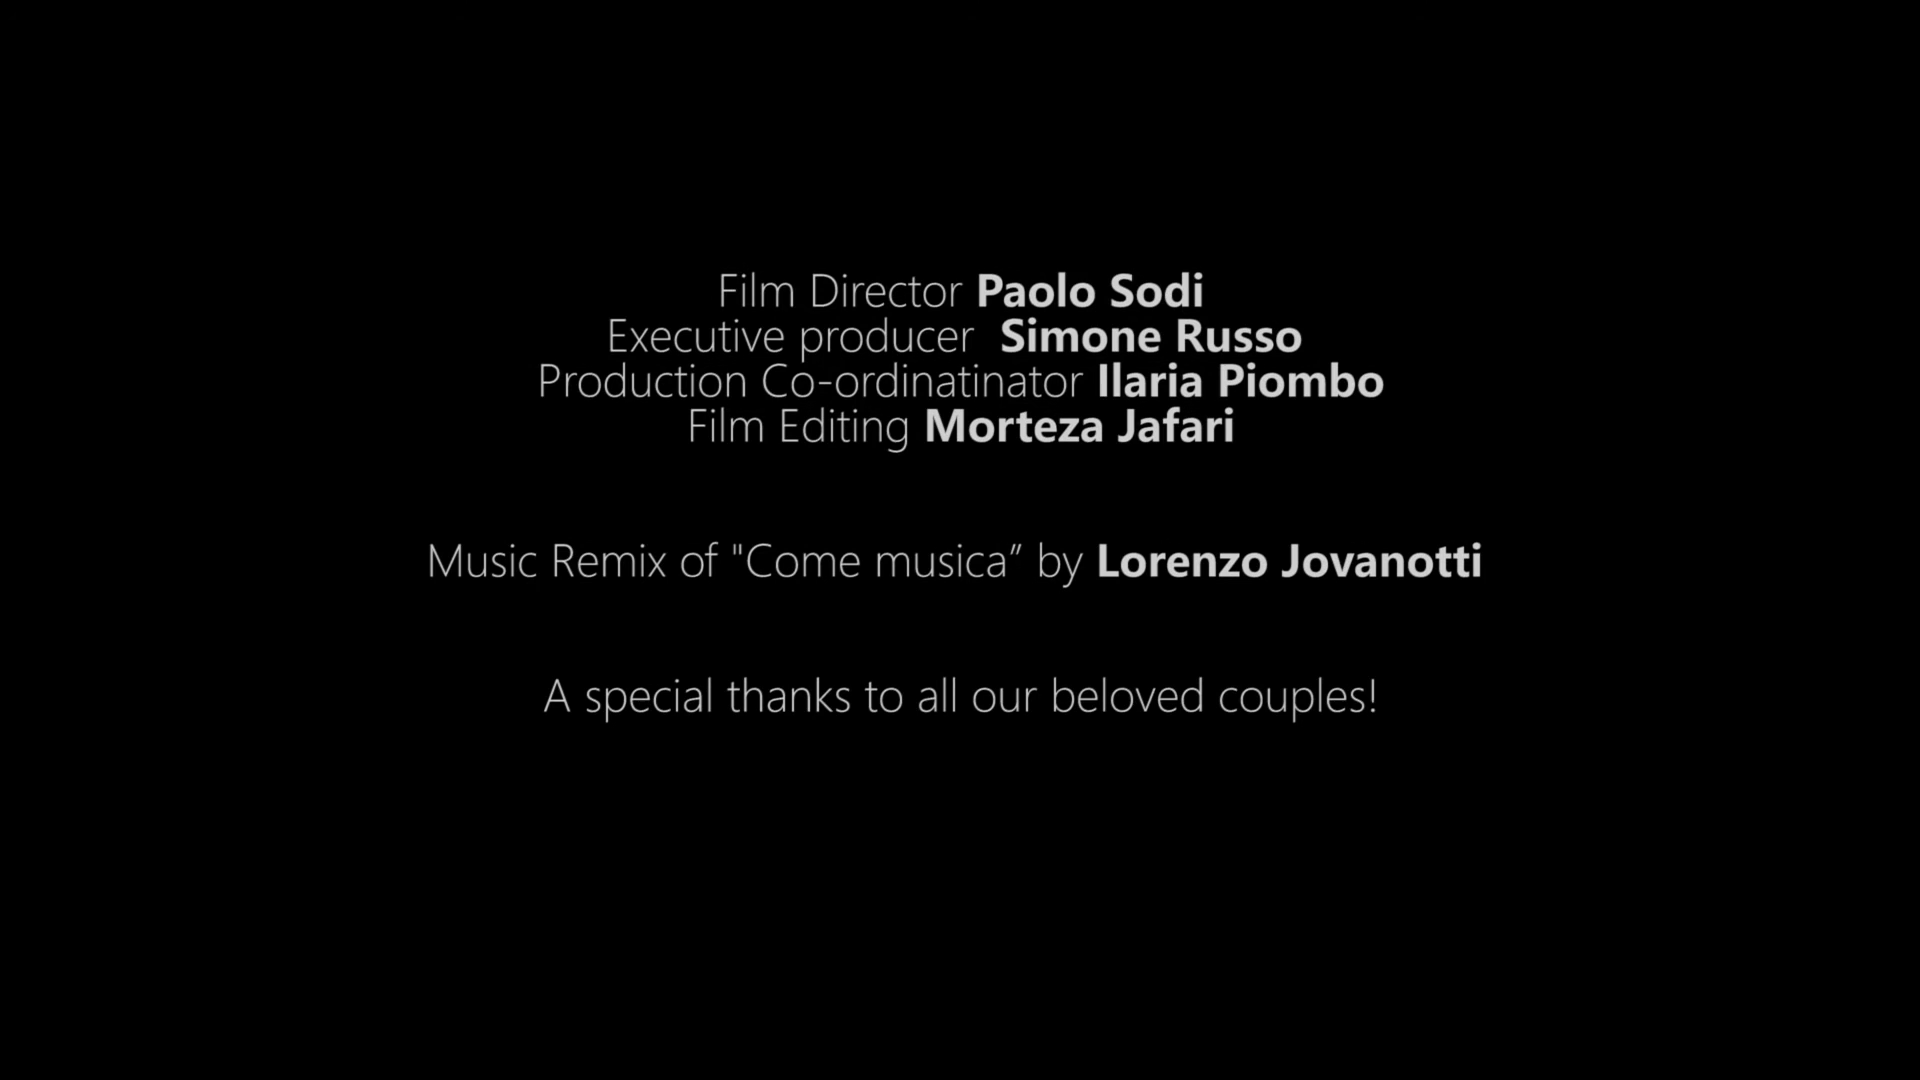 Film Director Paolo Sodi
Executive producer  Simone Russo
Production Co-ordinatinator Ilaria Piombo
Film Editing Morteza Jafari
Music Remix of "Come musica” by Lorenzo Jovanotti
A special thanks to all our beloved couples!